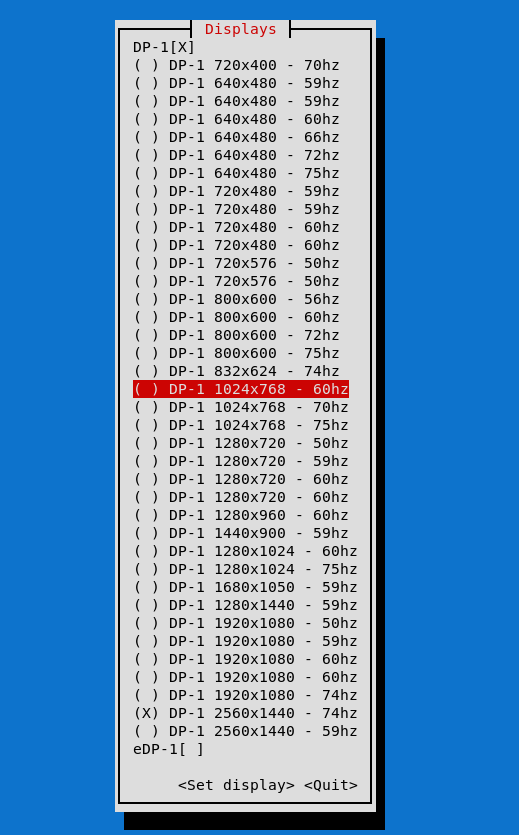 Displays
DP-1[X]
( ) DP-1 720x400 - 70hz
( ) DP-1 640x480 - 59hz
( ) DP-1 640x480 - 59hz
( ) DP-1 640x480 - 60hz
( ) DP-1 640x480 - 66hz
( ) DP-1 640x480 - 72hz
( ) DP-1 640x480 - 75hz
( ) DP-1 720x480 - 59hz
( ) DP-1 720x480 - 59hz
( ) DP-1 720x480 - 60hz
( ) DP-1 720x480 - 60hz
( ) DP-1 720x576 - 50hz
( ) DP-1 720x576 - 50hz
( ) DP-1 800x600 - 56hz
( ) DP-1 800x600 - 60hz
( ) DP-1 800x600 - 72hz
( ) DP-1 800x600 - 75hz
( ) DP-1 832x624 - 74hz
( ) DP-1 1024x768 - 60hz
( ) DP-1 1024x768 - 70hz
( ) DP-1 1024x768 - 75hz
( ) DP-1 1280x720 - 50hz
( ) DP-1 1280x720 - 59hz
( ) DP-1 1280x720 - 60hz
( ) DP-1 1280x720 - 60hz
( ) DP-1 1280x960 - 60hz
( ) DP-1 1440x900 - 59hz
( ) DP-1 1280x1024 - 60hz
( ) DP-1 1280x1024 - 75hz
( ) DP-1 1680x1050 - 59hz
( ) DP-1 1280x1440 - 59hz
( ) DP-1 1920x1080 - 50hz
( ) DP-1 1920x1080 - 59hz
( ) DP-1 1920x1080 - 60hz
( ) DP-1 1920x1080 - 60hz
( ) DP-1 1920x1080 - 74hz
(X) DP-1 2560x1440 - 74hz
( ) DP-1 2560x1440 - 59hz
eDP-1[ ]
<Set display> <Quit>